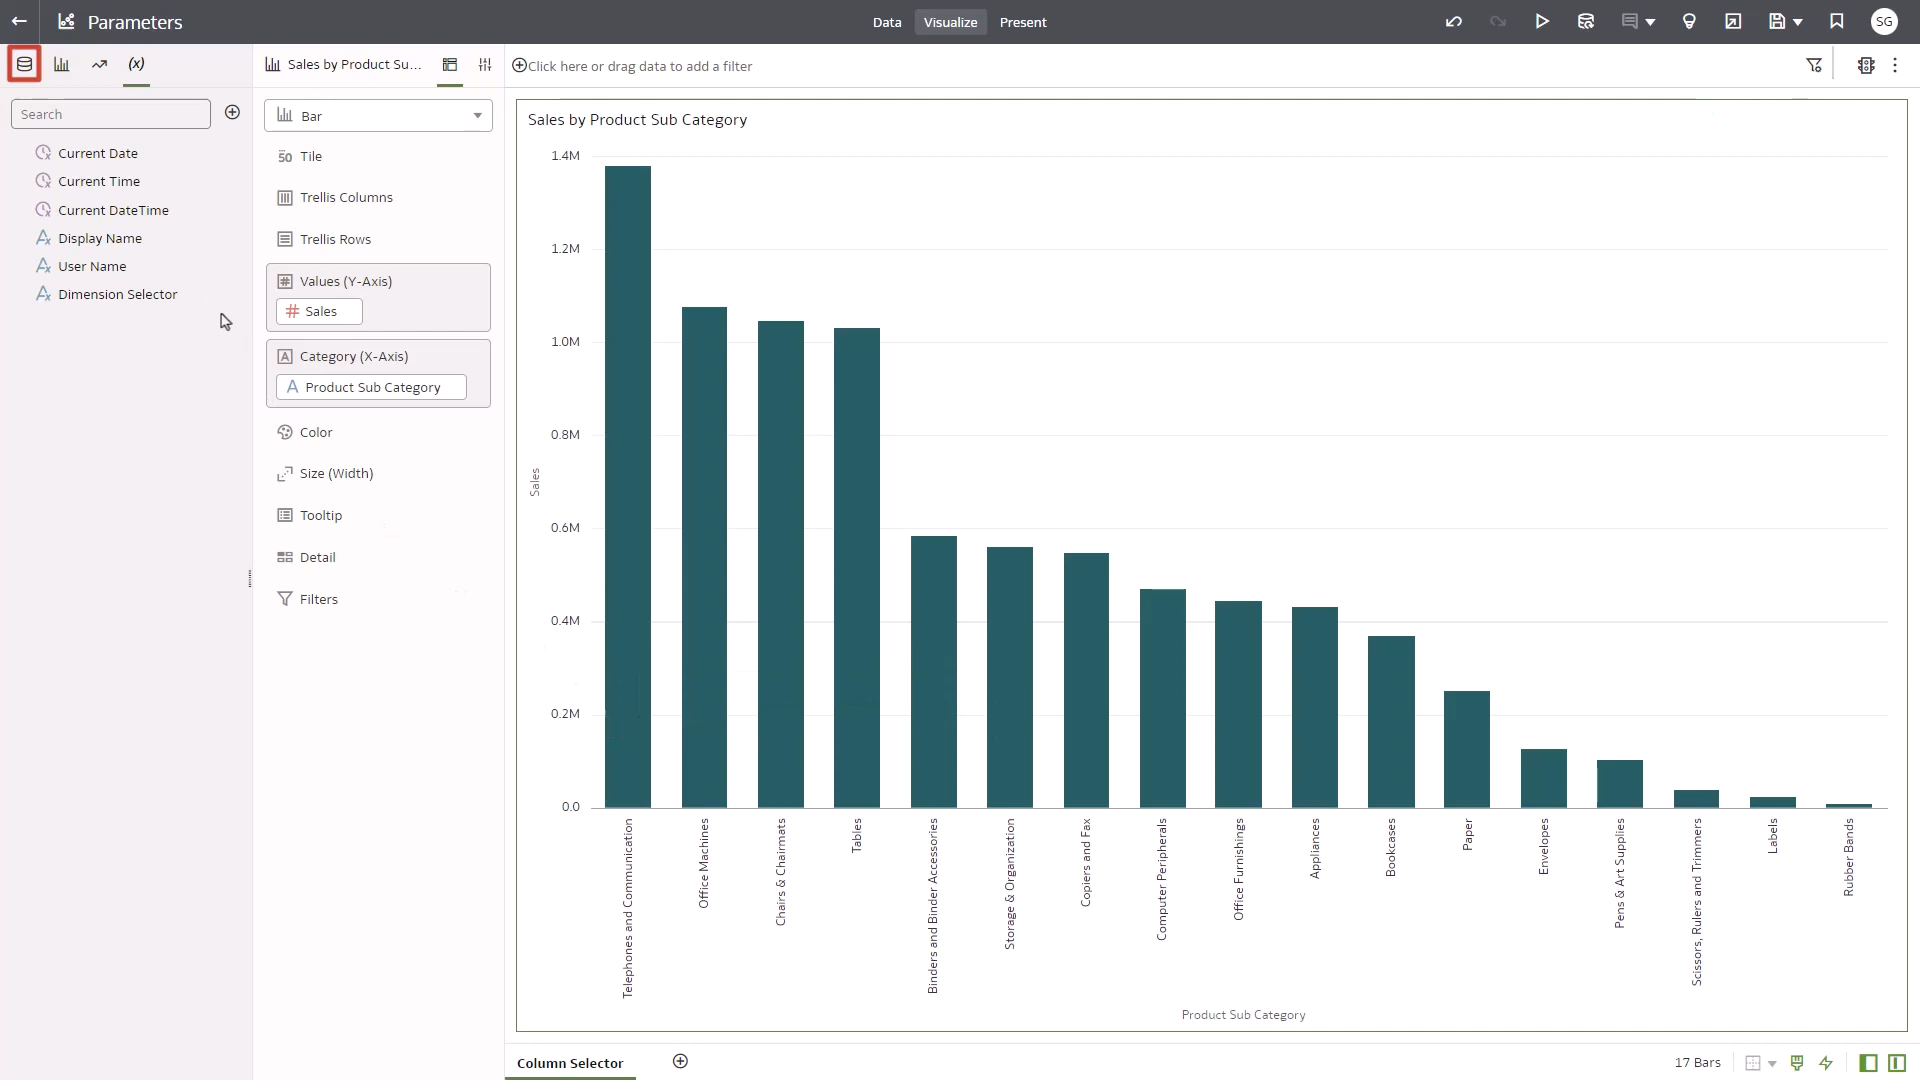 Parameters
Data
Visualize
Present
SG
(x)
Sales by Product Su...
Click here or drag data to add a filter
Search
Current Date
Current Time
Current DateTime
Display Name
User Name
Dimension Selector
Bar
50 Tile
Trellis Columns
Trellis Rows
Values (Y-Axis)
# Sales
Category (X-Axis)
A Product Sub Category
Color
Size (Width)
Tooltip
Detail
Filters
Sales by Product Sub Category
1.4M
1.2M
1.0M
0.8M
0.6M
0.4M
0.2M
0.0
Sales
Telephones and Communication
Office Machines
Chairs & Chairmats
Tables
Binders and Binder Accessories
Storage & Organization
Copiers and Fax
Computer Peripherals
Office Furnishings
Appliances
Bookcases
Paper
Envelopes
Pens & Art Supplies
Scissors, Rulers and Trimmers
Labels
Rubber Bands
Product Sub Category
Column Selector
17 Bars